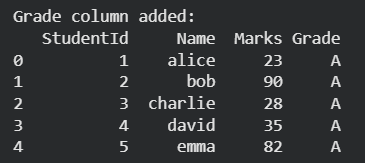 Grade column added:
   StudentId     Name  Marks Grade
0          1    alice     23     A
1          2      bob     90     A
2          3  charlie     28     A
3          4    david     35     A
4          5     emma     82     A